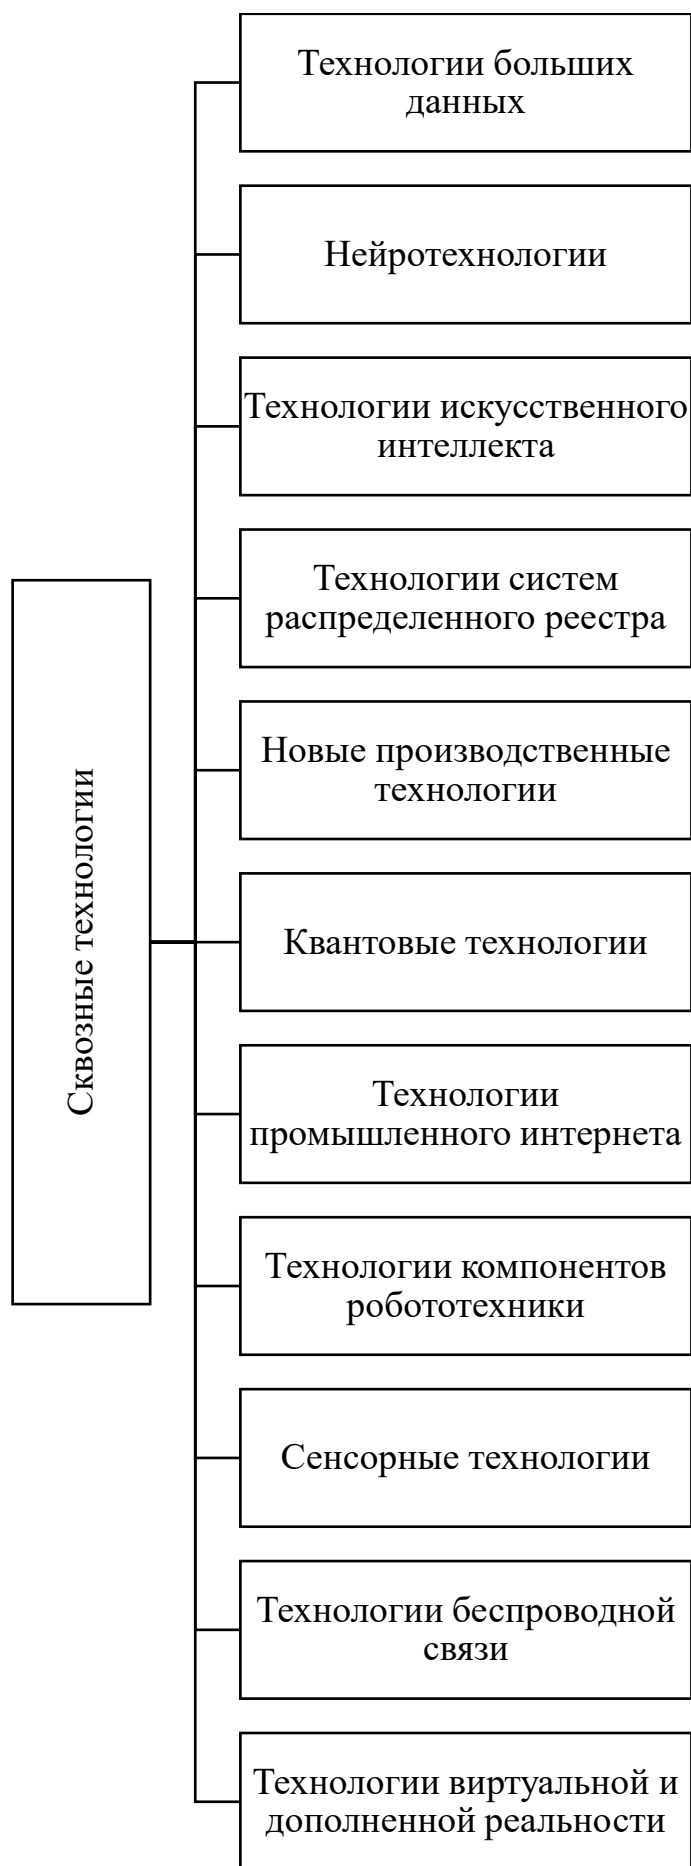 Сквозные технологии
Технологии больших
данных
Нейротехнологии
Технологии искусственного
интеллекта
Технологии систем
распределенного реестра
Новые производственные
технологии
Квантовые технологии
Технологии
промышленного интернета
Технологии компонентов
робототехники
Сенсорные технологии
Технологии беспроводной
связи
Технологии виртуальной и
дополненной реальности